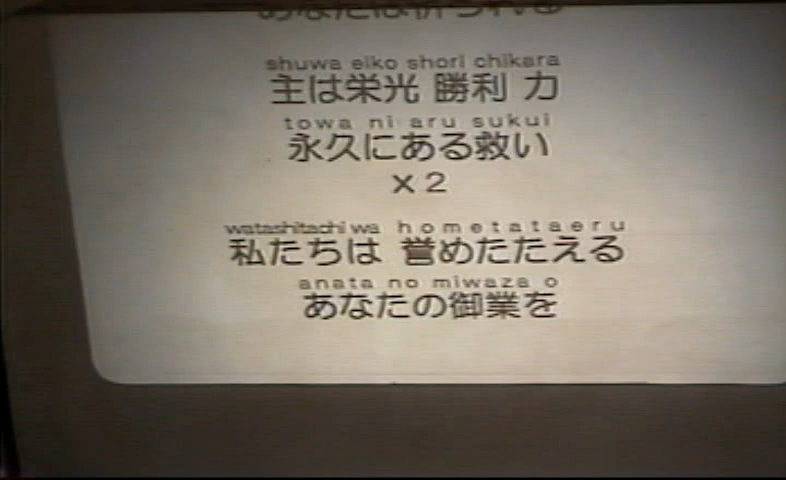 shuwa eiko shori chikara
主は栄光 勝利 力
towa ni aru sukui
永久にある救い
×2
watashitachi wa hometataeru
私たちは 誉めたたえる
anata no miwaza o
あなたの御業を